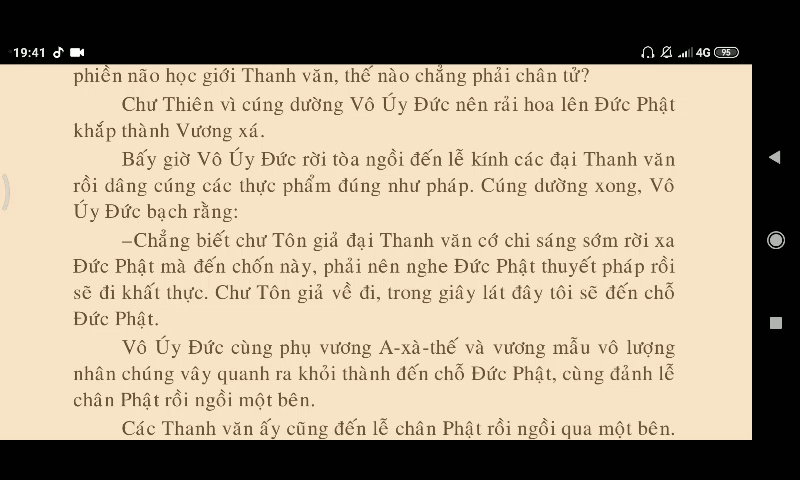 19:41
4G 95
phiền não học giới Thanh văn, thế nào chẳng phải chân tử?
Chư Thiên vì cúng dường Vô Úy Đức nên rải hoa lên Đức Phật
khắp thành Vương xá.
Bấy giờ Vô Úy Đức rời tòa ngồi đến lễ kính các đại Thanh văn
rồi dâng cúng các thực phẩm đúng như pháp. Cúng dường xong, Vô
Úy Đức bạch rằng:
–Chẳng biết chư Tôn giả đại Thanh văn cớ chi sáng sớm rời xa
Đức Phật mà đến chốn này, phải nên nghe Đức Phật thuyết pháp rồi
sẽ đi khất thực. Chư Tôn giả về đi, trong giây lát đây tôi sẽ đến chỗ
Đức Phật.
Vô Úy Đức cùng phụ vương A-xà-thế và vương mẫu vô lượng
nhân chúng vây quanh ra khỏi thành đến chỗ Đức Phật, cùng đảnh lễ
chân Phật rồi ngồi một bên.
Các Thanh văn ấy cũng đến lễ chân Phật rồi ngồi qua một bên.